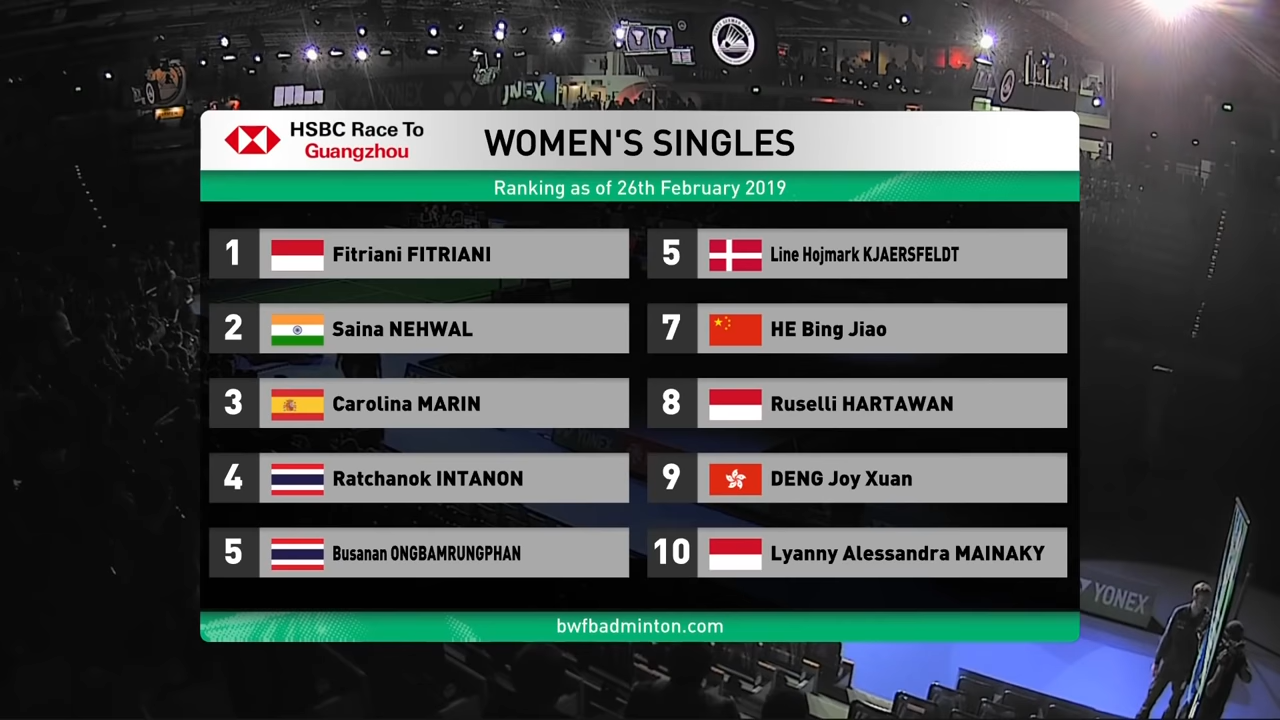 HSBC Race To
Guangzhou
WOMEN'S SINGLES
Ranking as of 26th February 2019
1 Fitriani FITRIANI
2 Saina NEHWAL
3 Carolina MARIN
4 Ratchanok INTANON
5 Busanan ONGBAMRUNGPHAN
5 Line Hojmark KJAERSFELDT
7 HE Bing Jiao
8 Ruselli HARTAWAN
9 DENG Joy Xuan
10 Lyanny Alessandra MAINAKY
bwfbadminton.com
YONEX
YONEX
YONEX